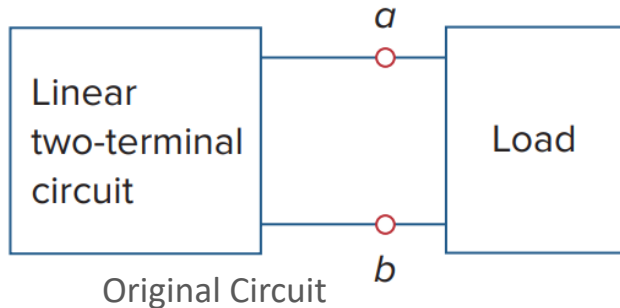 a
Linear
two-terminal
circuit
Load
b
Original Circuit